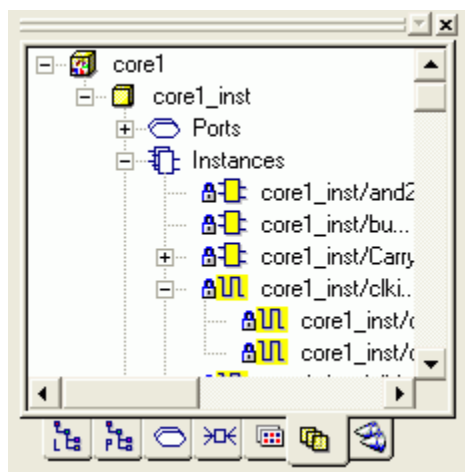 core1
core1_inst
Ports
Instances
core1_inst/and2
core1_inst/bu...
core1_inst/Carry
core1_inst/clki...
core1_inst/c
core1_inst/c
L
P